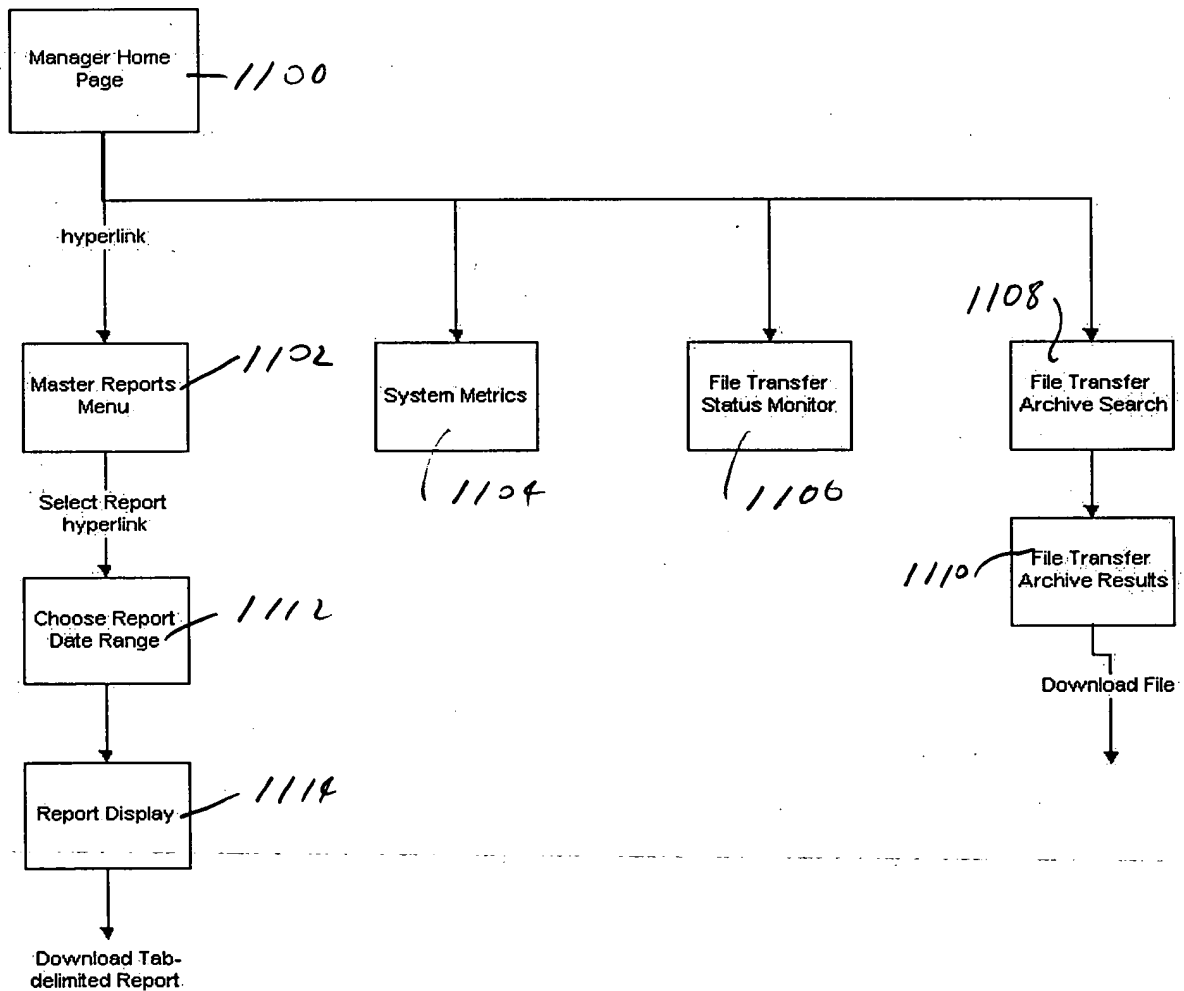 Manager Home
Page
1100
hyperlink
1108
1102
Master Reports
Menu
System Metrics
File Transfer
Status Monitor
File Transfer
Archive Search
1104
1106
Select Report
hyperlink
1110
File Transfer
Archive Results
Choose Report
Date Range
1112
Download File
Report Display
1114
Download Tab-
delimited Report